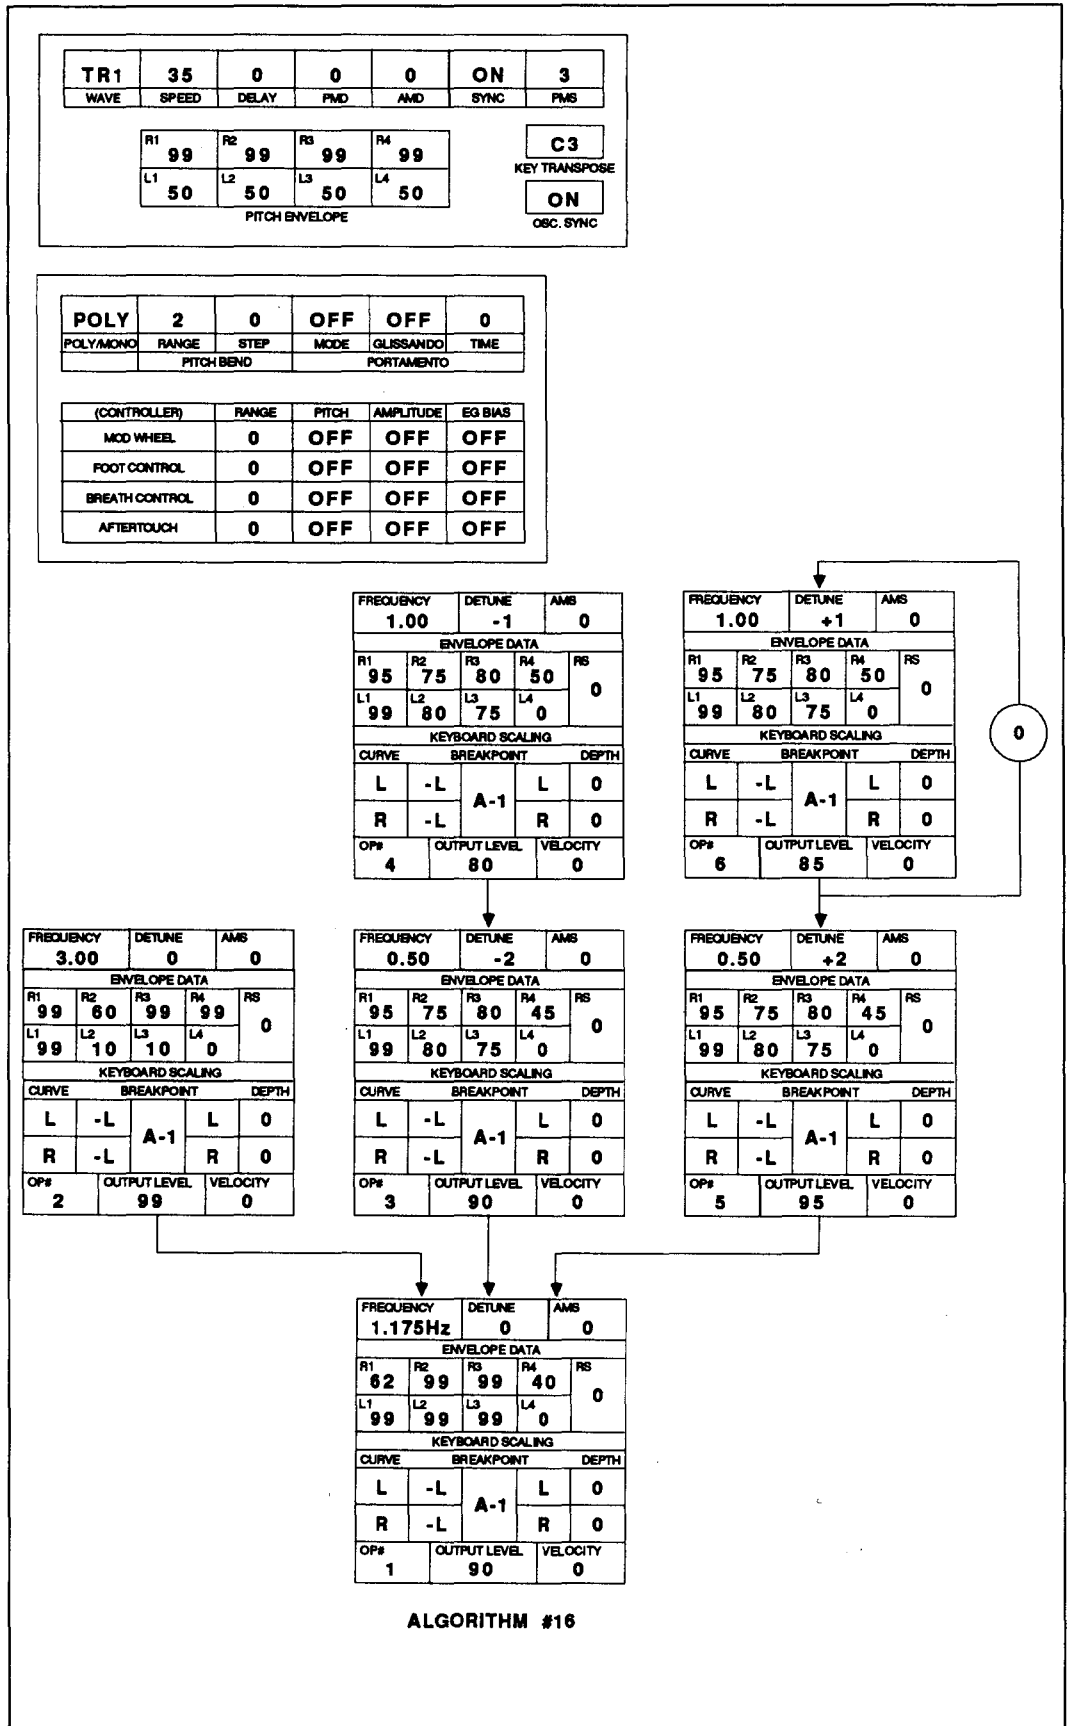 TR1 35 0 0 0 ON 3
WAVE SPEED DELAY PMD AMD SYNC PMS
R1 99 R2 99 R3 99 R4 99
L1 50 L2 50 L3 50 L4 50
PITCH ENVELOPE
C3
KEY TRANSPOSE
ON
OSC. SYNC
POLY 2 0 OFF OFF 0
POLY/MONO RANGE STEP MODE GLISSANDO TIME
PITCH BEND PORTAMENTO
(CONTROLLER) RANGE PITCH AMPLITUDE EG BIAS
MOD WHEEL 0 OFF OFF OFF
FOOT CONTROL 0 OFF OFF OFF
BREATH CONTROL 0 OFF OFF OFF
AFTERTOUCH 0 OFF OFF OFF
FREQUENCY DETUNE AMS
1.00 -1 0
ENVELOPE DATA
R1 95 R2 75 R3 80 R4 50 RS 0
L1 99 L2 80 L3 75 L4 0
KEYBOARD SCALING
CURVE BREAKPOINT DEPTH
L -L A-1 L 0
R -L R 0
OP# OUTPUT LEVEL VELOCITY
4 80 0
FREQUENCY DETUNE AMS
1.00 +1 0
ENVELOPE DATA
R1 95 R2 75 R3 80 R4 50 RS 0
L1 99 L2 80 L3 75 L4 0
KEYBOARD SCALING
CURVE BREAKPOINT DEPTH
L -L A-1 L 0
R -L R 0
OP# OUTPUT LEVEL VELOCITY
6 85 0
0
FREQUENCY DETUNE AMS
3.00 0 0
ENVELOPE DATA
R1 99 R2 60 R3 99 R4 99 RS 0
L1 99 L2 10 L3 10 L4 0
KEYBOARD SCALING
CURVE BREAKPOINT DEPTH
L -L A-1 L 0
R -L R 0
OP# OUTPUT LEVEL VELOCITY
2 99 0
FREQUENCY DETUNE AMS
0.50 -2 0
ENVELOPE DATA
R1 95 R2 75 R3 80 R4 45 RS 0
L1 99 L2 80 L3 75 L4 0
KEYBOARD SCALING
CURVE BREAKPOINT DEPTH
L -L A-1 L 0
R -L R 0
OP# OUTPUT LEVEL VELOCITY
3 90 0
FREQUENCY DETUNE AMS
0.50 +2 0
ENVELOPE DATA
R1 95 R2 75 R3 80 R4 45 RS 0
L1 99 L2 80 L3 75 L4 0
KEYBOARD SCALING
CURVE BREAKPOINT DEPTH
L -L A-1 L 0
R -L R 0
OP# OUTPUT LEVEL VELOCITY
5 95 0
FREQUENCY DETUNE AMS
1.175Hz 0 0
ENVELOPE DATA
R1 62 R2 99 R3 99 R4 40 RS 0
L1 99 L2 99 L3 99 L4 0
KEYBOARD SCALING
CURVE BREAKPOINT DEPTH
L -L A-1 L 0
R -L R 0
OP# OUTPUT LEVEL VELOCITY
1 90 0
ALGORITHM #16